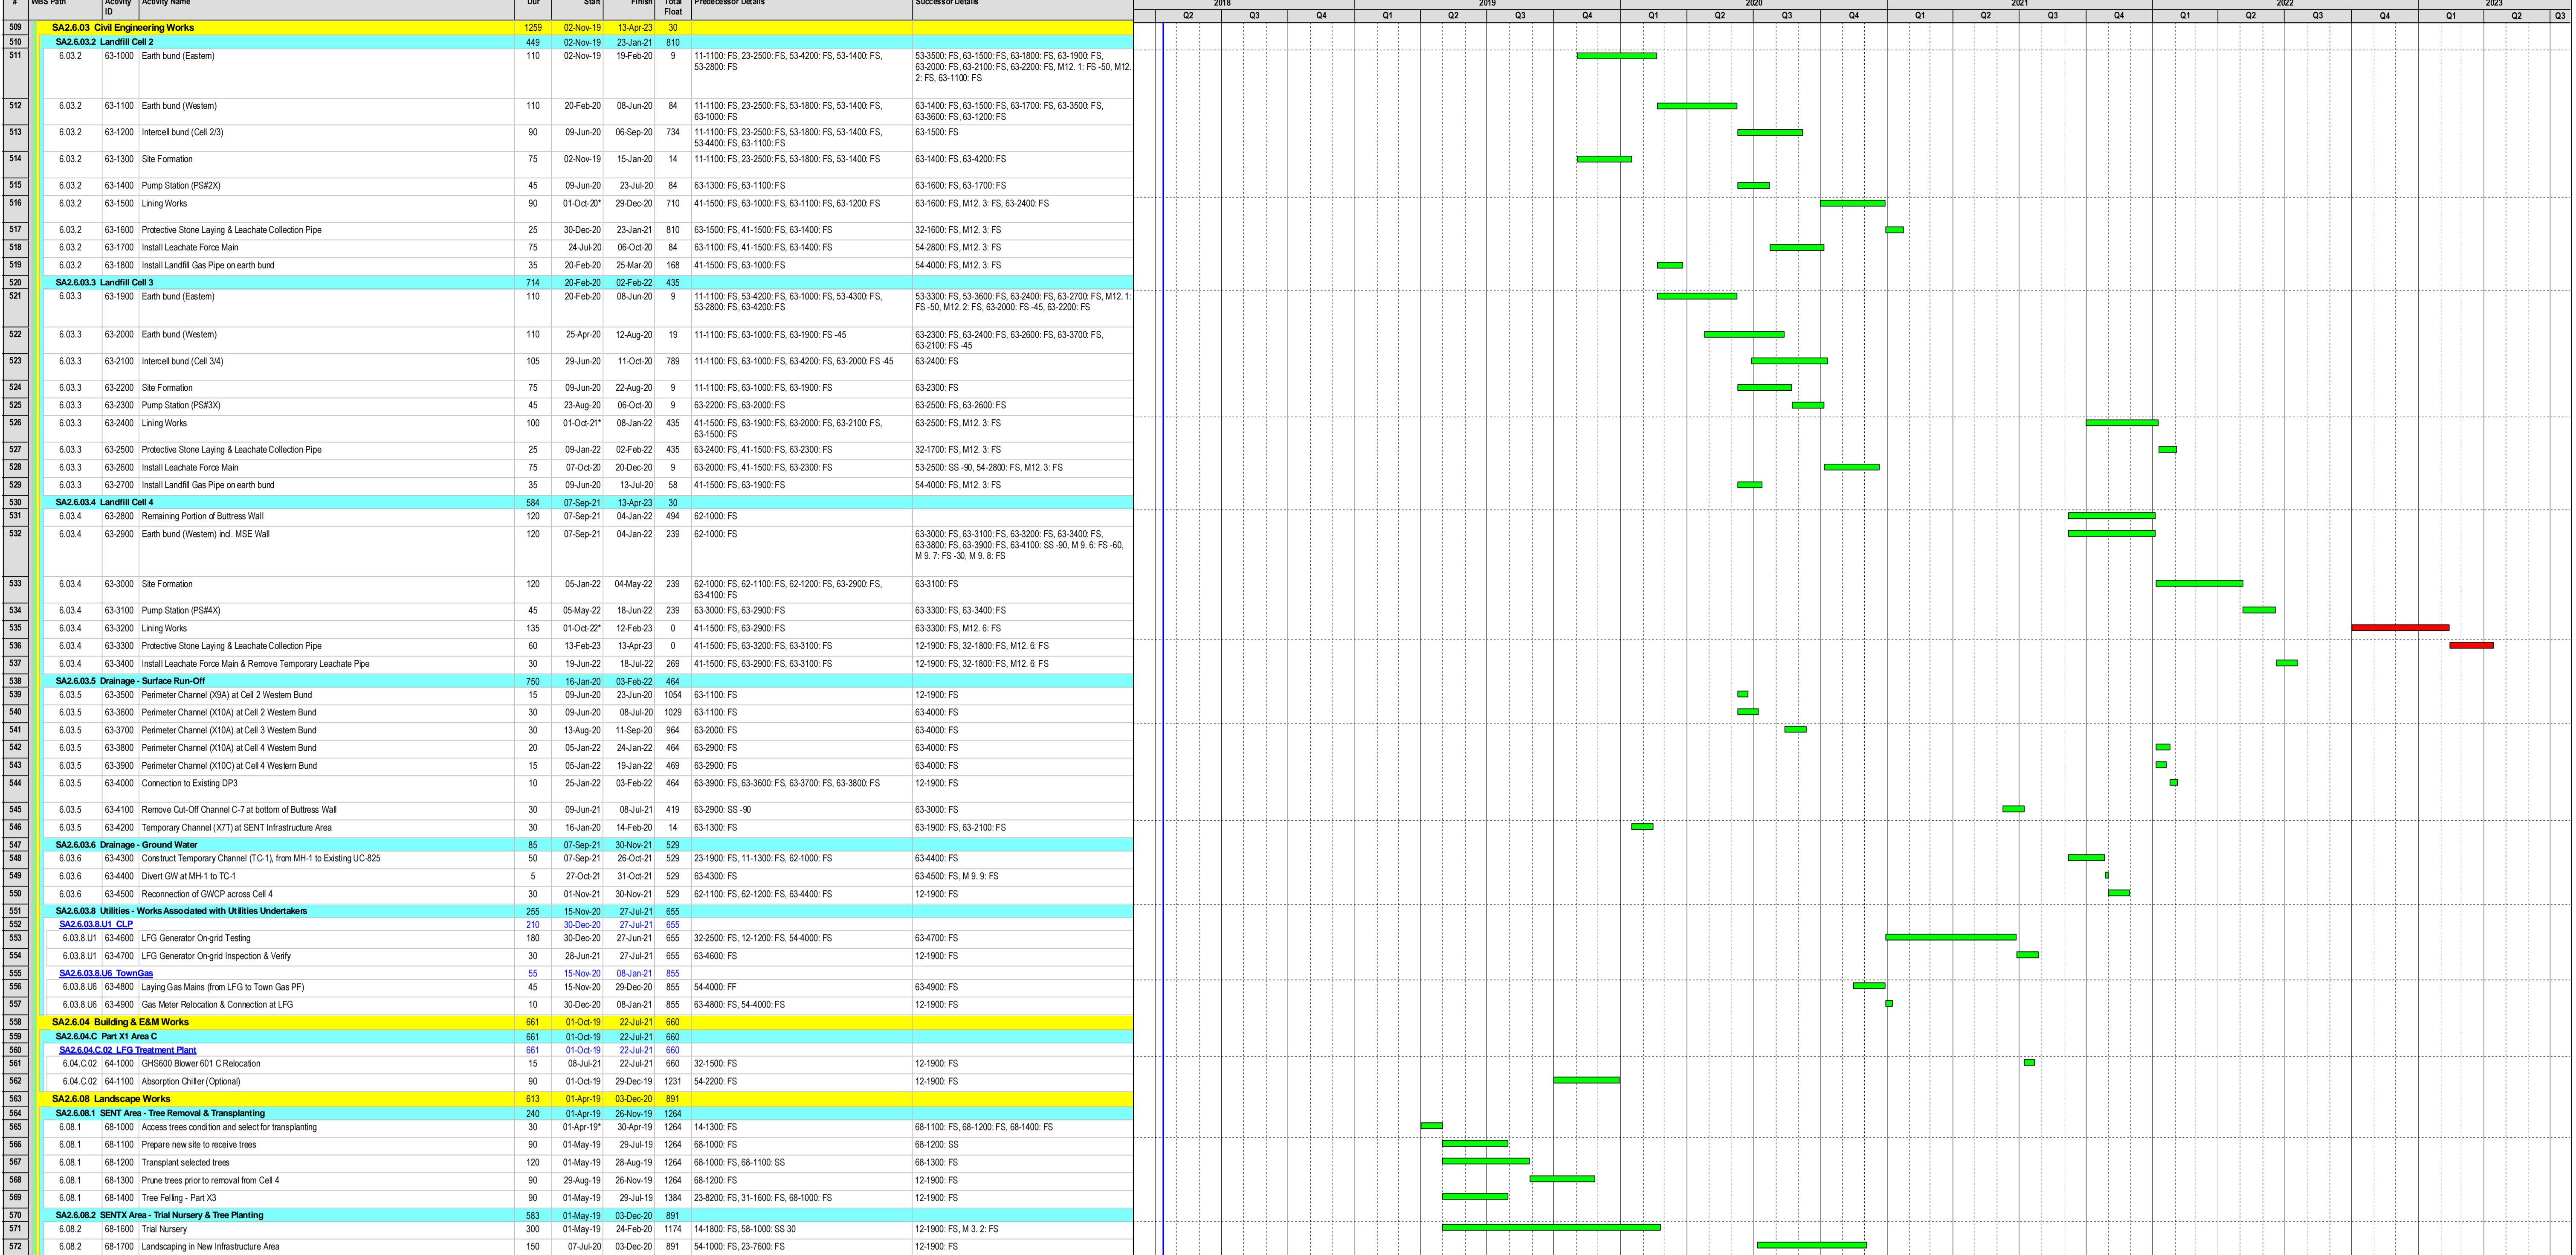 # WBS Path Activity ID Activity Name Dur Start Finish Total Float Predecessor Details Successor Details 2018 2019 2020 2021 2022 2023
Q2 Q3 Q4 Q1 Q2 Q3 Q4 Q1 Q2 Q3 Q4 Q1 Q2 Q3 Q4 Q1 Q2 Q3 Q4 Q1 Q2 Q3
509 SA2.6.03 Civil Engineering Works 1259 02-Nov-19 13-Apr-23 30
510 SA2.6.03.2 Landfill Cell 2 449 02-Nov-19 23-Jan-21 810
511 6.03.2 63-1000 Earth bund (Eastern) 110 02-Nov-19 19-Feb-20 9 11-1100: FS, 23-2500: FS, 53-4200: FS, 53-1400: FS, 53-3500: FS, 63-1500: FS, 63-1800: FS, 63-1900: FS,
53-2800: FS 63-2000: FS, 63-2100: FS, 63-2200: FS, M12. 1: FS -50, M12.
2: FS, 63-1100: FS
512 6.03.2 63-1100 Earth bund (Western) 110 20-Feb-20 08-Jun-20 84 11-1100: FS, 23-2500: FS, 53-1800: FS, 53-1400: FS, 63-1400: FS, 63-1500: FS, 63-1700: FS, 63-3500: FS,
63-1000: FS 63-3600: FS, 63-1200: FS
513 6.03.2 63-1200 Intercell bund (Cell 2/3) 90 09-Jun-20 06-Sep-20 734 11-1100: FS, 23-2500: FS, 53-1800: FS, 53-1400: FS, 63-1500: FS
53-4400: FS, 63-1100: FS
514 6.03.2 63-1300 Site Formation 75 02-Nov-19 15-Jan-20 14 11-1100: FS, 23-2500: FS, 53-1800: FS, 53-1400: FS 63-1400: FS, 63-4200: FS
515 6.03.2 63-1400 Pump Station (PS#2X) 45 09-Jun-20 23-Jul-20 84 63-1300: FS, 63-1100: FS 63-1600: FS, 63-1700: FS
516 6.03.2 63-1500 Lining Works 90 01-Oct-20* 29-Dec-20 710 41-1500: FS, 63-1000: FS, 63-1100: FS, 63-1200: FS 63-1600: FS, M12. 3: FS, 63-2400: FS
517 6.03.2 63-1600 Protective Stone Laying & Leachate Collection Pipe 25 30-Dec-20 23-Jan-21 810 63-1500: FS, 41-1500: FS, 63-1400: FS 32-1600: FS, M12. 3: FS
518 6.03.2 63-1700 Install Leachate Force Main 75 24-Jul-20 06-Oct-20 84 63-1100: FS, 41-1500: FS, 63-1400: FS 54-2800: FS, M12. 3: FS
519 6.03.2 63-1800 Install Landfill Gas Pipe on earth bund 35 20-Feb-20 25-Mar-20 168 41-1500: FS, 63-1000: FS 54-4000: FS, M12. 3: FS
520 SA2.6.03.3 Landfill Cell 3 714 20-Feb-20 02-Feb-22 435
521 6.03.3 63-1900 Earth bund (Eastern) 110 20-Feb-20 08-Jun-20 9 11-1100: FS, 53-4200: FS, 63-1000: FS, 53-4300: FS, 53-3300: FS, 53-3600: FS, 63-2400: FS, 63-2700: FS, M12. 1:
53-2800: FS, 63-4200: FS FS -50, M12. 2: FS, 63-2000: FS -45, 63-2200: FS
522 6.03.3 63-2000 Earth bund (Western) 110 25-Apr-20 12-Aug-20 19 11-1100: FS, 63-1000: FS, 63-1900: FS -45 63-2300: FS, 63-2400: FS, 63-2600: FS, 63-3700: FS,
63-2100: FS -45
523 6.03.3 63-2100 Intercell bund (Cell 3/4) 105 29-Jun-20 11-Oct-20 789 11-1100: FS, 63-1000: FS, 63-4200: FS, 63-2000: FS -45 63-2400: FS
524 6.03.3 63-2200 Site Formation 75 09-Jun-20 22-Aug-20 9 11-1100: FS, 63-1000: FS, 63-1900: FS 63-2300: FS
525 6.03.3 63-2300 Pump Station (PS#3X) 45 23-Aug-20 06-Oct-20 9 63-2200: FS, 63-2000: FS 63-2500: FS, 63-2600: FS
526 6.03.3 63-2400 Lining Works 100 01-Oct-21* 08-Jan-22 435 41-1500: FS, 63-1900: FS, 63-2000: FS, 63-2100: FS, 63-2500: FS, M12. 3: FS
63-1500: FS
527 6.03.3 63-2500 Protective Stone Laying & Leachate Collection Pipe 25 09-Jan-22 02-Feb-22 435 63-2400: FS, 41-1500: FS, 63-2300: FS 32-1700: FS, M12. 3: FS
528 6.03.3 63-2600 Install Leachate Force Main 75 07-Oct-20 20-Dec-20 9 63-2000: FS, 41-1500: FS, 63-2300: FS 53-2500: SS -90, 54-2800: FS, M12. 3: FS
529 6.03.3 63-2700 Install Landfill Gas Pipe on earth bund 35 09-Jun-20 13-Jul-20 58 41-1500: FS, 63-1900: FS 54-4000: FS, M12. 3: FS
530 SA2.6.03.4 Landfill Cell 4 584 07-Sep-21 13-Apr-23 30
531 6.03.4 63-2800 Remaining Portion of Buttress Wall 120 07-Sep-21 04-Jan-22 494 62-1000: FS
532 6.03.4 63-2900 Earth bund (Western) incl. MSE Wall 120 07-Sep-21 04-Jan-22 239 62-1000: FS 63-3000: FS, 63-3100: FS, 63-3200: FS, 63-3400: FS,
63-3800: FS, 63-3900: FS, 63-4100: SS -90, M 9. 6: FS -60,
M 9. 7: FS -30, M 9. 8: FS
533 6.03.4 63-3000 Site Formation 120 05-Jan-22 04-May-22 239 62-1000: FS, 62-1100: FS, 62-1200: FS, 63-2900: FS, 63-3100: FS
63-4100: FS
534 6.03.4 63-3100 Pump Station (PS#4X) 45 05-May-22 18-Jun-22 239 63-3000: FS, 63-2900: FS 63-3300: FS, 63-3400: FS
535 6.03.4 63-3200 Lining Works 135 01-Oct-22* 12-Feb-23 0 41-1500: FS, 63-2900: FS 63-3300: FS, M12. 6: FS
536 6.03.4 63-3300 Protective Stone Laying & Leachate Collection Pipe 60 13-Feb-23 13-Apr-23 0 41-1500: FS, 63-3200: FS, 63-3100: FS 12-1900: FS, 32-1800: FS, M12. 6: FS
537 6.03.4 63-3400 Install Leachate Force Main & Remove Temporary Leachate Pipe 30 19-Jun-22 18-Jul-22 269 41-1500: FS, 63-2900: FS, 63-3100: FS 12-1900: FS, 32-1800: FS, M12. 6: FS
538 SA2.6.03.5 Drainage - Surface Run-Off 750 16-Jan-20 03-Feb-22 464
539 6.03.5 63-3500 Perimeter Channel (X9A) at Cell 2 Western Bund 15 09-Jun-20 23-Jun-20 1054 63-1100: FS 12-1900: FS
540 6.03.5 63-3600 Perimeter Channel (X10A) at Cell 2 Western Bund 30 09-Jun-20 08-Jul-20 1029 63-1100: FS 63-4000: FS
541 6.03.5 63-3700 Perimeter Channel (X10A) at Cell 3 Western Bund 30 13-Aug-20 11-Sep-20 964 63-2000: FS 63-4000: FS
542 6.03.5 63-3800 Perimeter Channel (X10A) at Cell 4 Western Bund 20 05-Jan-22 24-Jan-22 464 63-2900: FS 63-4000: FS
543 6.03.5 63-3900 Perimeter Channel (X10C) at Cell 4 Western Bund 15 05-Jan-22 19-Jan-22 469 63-2900: FS 63-4000: FS
544 6.03.5 63-4000 Connection to Existing DP3 10 25-Jan-22 03-Feb-22 464 63-3900: FS, 63-3600: FS, 63-3700: FS, 63-3800: FS 12-1900: FS
545 6.03.5 63-4100 Remove Cut-Off Channel C-7 at bottom of Buttress Wall 30 09-Jun-21 08-Jul-21 419 63-2900: SS -90 63-3000: FS
546 6.03.5 63-4200 Temporary Channel (X7T) at SENT Infrastructure Area 30 16-Jan-20 14-Feb-20 14 63-1300: FS 63-1900: FS, 63-2100: FS
547 SA2.6.03.6 Drainage - Ground Water 85 07-Sep-21 30-Nov-21 529
548 6.03.6 63-4300 Construct Temporary Channel (TC-1), from MH-1 to Existing UC-825 50 07-Sep-21 26-Oct-21 529 23-1900: FS, 11-1300: FS, 62-1000: FS 63-4400: FS
549 6.03.6 63-4400 Divert GW at MH-1 to TC-1 5 27-Oct-21 31-Oct-21 529 63-4300: FS 63-4500: FS, M 9. 9: FS
550 6.03.6 63-4500 Reconnection of GWCP across Cell 4 30 01-Nov-21 30-Nov-21 529 62-1100: FS, 62-1200: FS, 63-4400: FS 12-1900: FS
551 SA2.6.03.8 Utilities - Works Associated with Utilities Undertakers 255 15-Nov-20 27-Jul-21 655
552 SA2.6.03.8.U1 CLP 210 30-Dec-20 27-Jul-21 655
553 6.03.8.U1 63-4600 LFG Generator On-grid Testing 180 30-Dec-20 27-Jun-21 655 32-2500: FS, 12-1200: FS, 54-4000: FS 63-4700: FS
554 6.03.8.U1 63-4700 LFG Generator On-grid Inspection & Verify 30 28-Jun-21 27-Jul-21 655 63-4600: FS 12-1900: FS
555 SA2.6.03.8.U6 TownGas 55 15-Nov-20 08-Jan-21 855
556 6.03.8.U6 63-4800 Laying Gas Mains (from LFG to Town Gas PF) 45 15-Nov-20 29-Dec-20 855 54-4000: FF 63-4900: FS
557 6.03.8.U6 63-4900 Gas Meter Relocation & Connection at LFG 10 30-Dec-20 08-Jan-21 855 63-4800: FS, 54-4000: FS 12-1900: FS
558 SA2.6.04 Building & E&M Works 661 01-Oct-19 22-Jul-21 660
559 SA2.6.04.C Part X1 Area C 661 01-Oct-19 22-Jul-21 660
560 SA2.6.04.C.02 LFG Treatment Plant 661 01-Oct-19 22-Jul-21 660
561 6.04.C.02 64-1000 GHS600 Blower 601 C Relocation 15 08-Jul-21 22-Jul-21 660 32-1500: FS 12-1900: FS
562 6.04.C.02 64-1100 Absorption Chiller (Optional) 90 01-Oct-19 29-Dec-19 1231 54-2200: FS 12-1900: FS
563 SA2.6.08 Landscape Works 613 01-Apr-19 03-Dec-20 891
564 SA2.6.08.1 SENT Area - Tree Removal & Transplanting 240 01-Apr-19 26-Nov-19 1264
565 6.08.1 68-1000 Access trees condition and select for transplanting 30 01-Apr-19* 30-Apr-19 1264 14-1300: FS 68-1100: FS, 68-1200: FS, 68-1400: FS
566 6.08.1 68-1100 Prepare new site to receive trees 90 01-May-19 29-Jul-19 1264 68-1000: FS 68-1200: SS
567 6.08.1 68-1200 Transplant selected trees 120 01-May-19 28-Aug-19 1264 68-1000: FS, 68-1100: SS 68-1300: FS
568 6.08.1 68-1300 Prune trees prior to removal from Cell 4 90 29-Aug-19 26-Nov-19 1264 68-1200: FS 12-1900: FS
569 6.08.1 68-1400 Tree Felling - Part X3 90 01-May-19 29-Jul-19 1384 23-8200: FS, 31-1600: FS, 68-1000: FS 12-1900: FS
570 SA2.6.08.2 SENTX Area - Trial Nursery & Tree Planting 583 01-May-19 03-Dec-20 891
571 6.08.2 68-1600 Trial Nursery 300 01-May-19 24-Feb-20 1174 14-1800: FS, 58-1000: SS 30 12-1900: FS, M 3. 2: FS
572 6.08.2 68-1700 Landscaping in New Infrastructure Area 150 07-Jul-20 03-Dec-20 891 54-1000: FS, 23-7600: FS 12-1900: FS